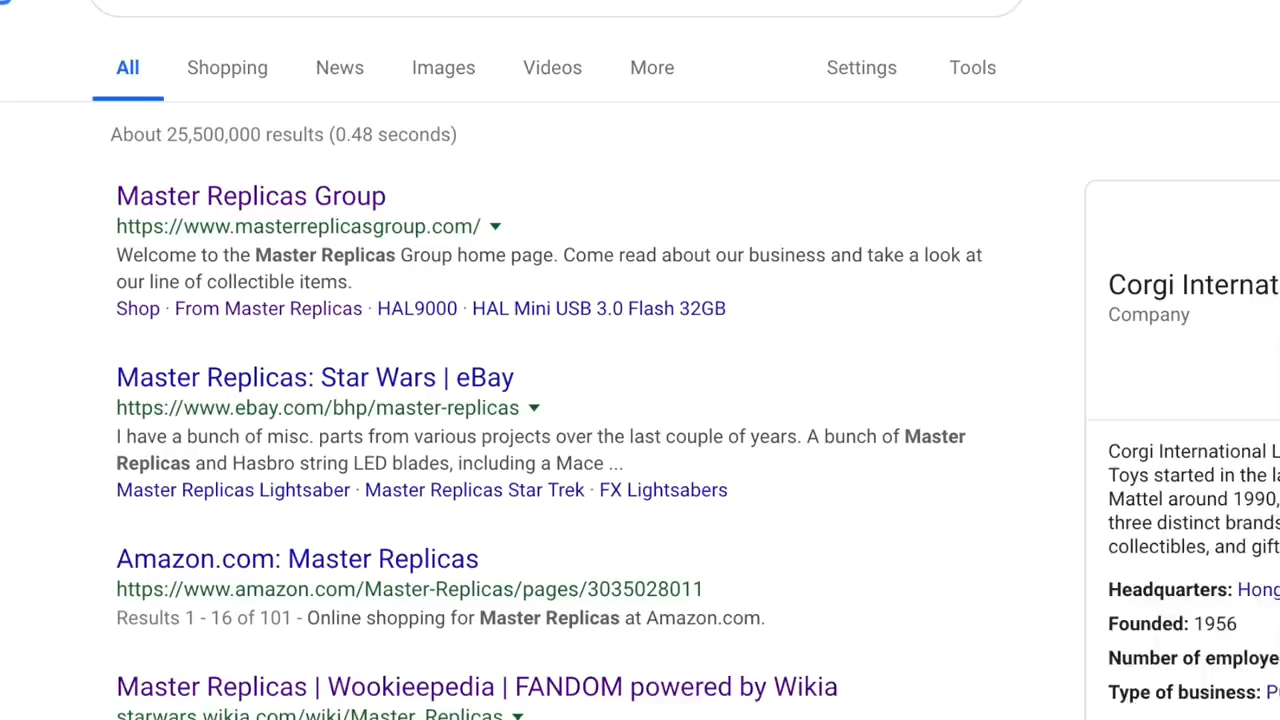 All Shopping News Images Videos More Settings Tools
About 25,500,000 results (0.48 seconds)
Master Replicas Group
https://www.masterreplicasgroup.com/
Welcome to the Master Replicas Group home page. Come read about our business and take a look at
our line of collectible items.
Shop · From Master Replicas · HAL9000 · HAL Mini USB 3.0 Flash 32GB
Master Replicas: Star Wars | eBay
https://www.ebay.com/bhp/master-replicas
I have a bunch of misc. parts from various projects over the last couple of years. A bunch of Master
Replicas and Hasbro string LED blades, including a Mace ...
Master Replicas Lightsaber · Master Replicas Star Trek · FX Lightsabers
Amazon.com: Master Replicas
https://www.amazon.com/Master-Replicas/pages/3035028011
Results 1 - 16 of 101 - Online shopping for Master Replicas at Amazon.com.
Master Replicas | Wookieepedia | FANDOM powered by Wikia
starwars.wikia.com/wiki/Master_Replicas
Corgi Internat
Company
Corgi International L
Toys started in the la
Mattel around 1990,
three distinct brands
collectibles, and gift
Headquarters: Hong
Founded: 1956
Number of employe
Type of business: P